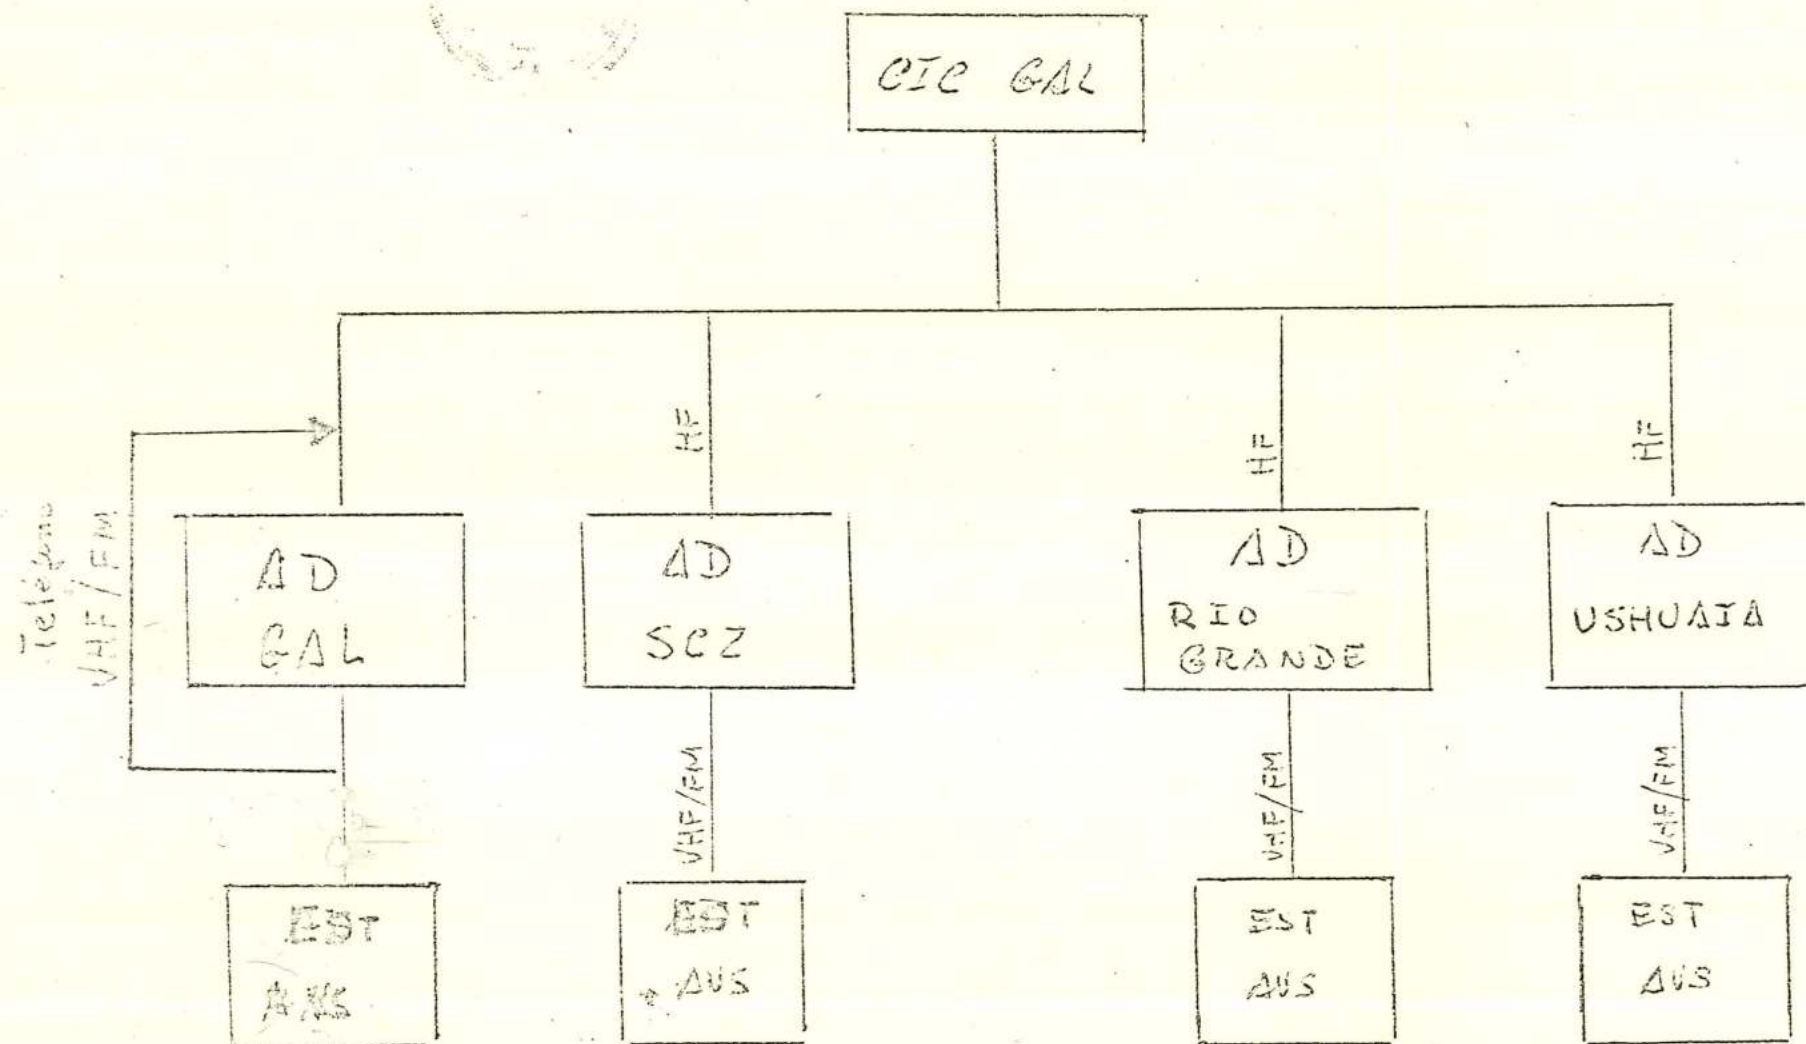 CIC GAL
HF
HF
HF
Teléfono
VHF/FM
AD
GAL
AD
SCZ
AD
RIO
GRANDE
AD
USHUAIA
VHF/FM
VHF/FM
VHF/FM
EST
EST
AVS
EST
AVS
EST
AVS